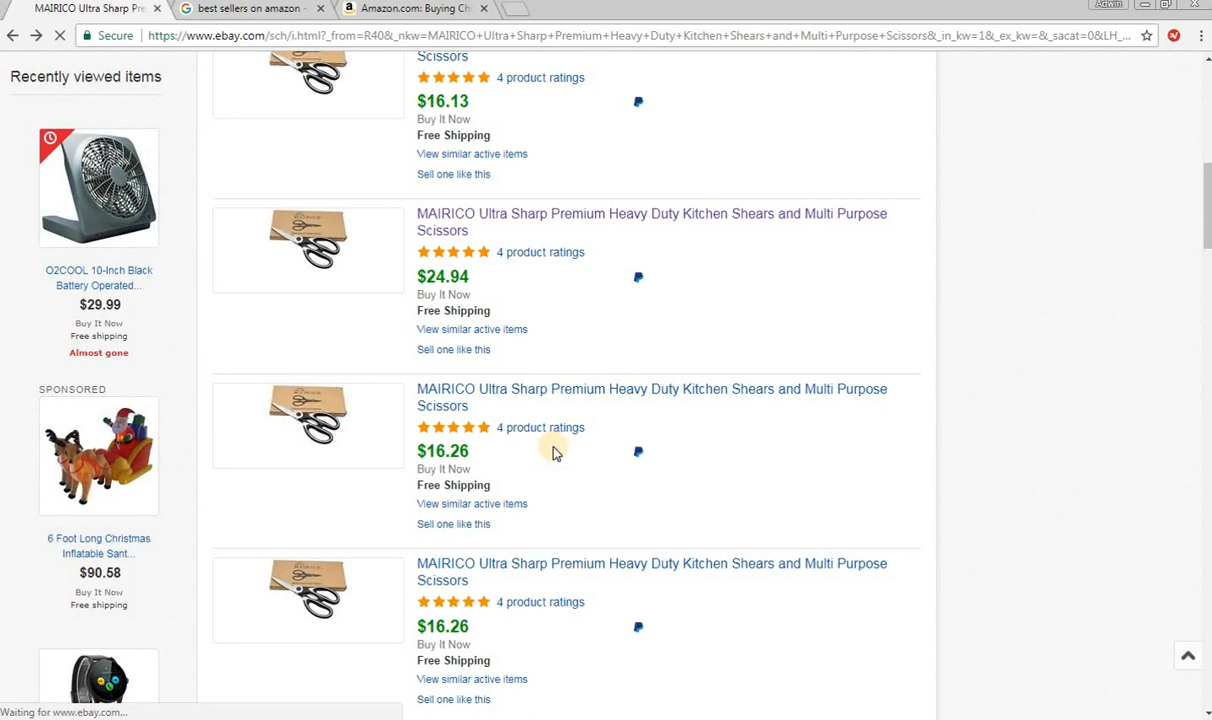 MAIRICO Ultra Sharp Pre
best sellers on amazon -
Amazon.com: Buying Ch
Admin
Secure
https://www.ebay.com/sch/i.html?_from=R40&_nkw=MAIRICO+Ultra+Sharp+Premium+Heavy+Duty+Kitchen+Shears+and+Multi+Purpose+Scissors&_in_kw=1&_ex_kw=&_sacat=0&LH_...
Recently viewed items
O2COOL 10-Inch Black
Battery Operated...
$29.99
Buy It Now
Free shipping
Almost gone
SPONSORED
6 Foot Long Christmas
Inflatable Sant...
$90.58
Buy It Now
Free shipping
Scissors
4 product ratings
$16.13
Buy It Now
Free Shipping
View similar active items
Sell one like this
MAIRICO Ultra Sharp Premium Heavy Duty Kitchen Shears and Multi Purpose
Scissors
4 product ratings
$24.94
Buy It Now
Free Shipping
View similar active items
Sell one like this
MAIRICO Ultra Sharp Premium Heavy Duty Kitchen Shears and Multi Purpose
Scissors
4 product ratings
$16.26
Buy It Now
Free Shipping
View similar active items
Sell one like this
MAIRICO Ultra Sharp Premium Heavy Duty Kitchen Shears and Multi Purpose
Scissors
4 product ratings
$16.26
Buy It Now
Free Shipping
View similar active items
Sell one like this
Waiting for www.ebay.com...